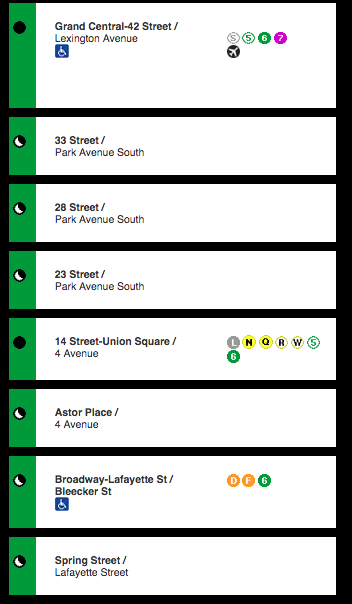 Grand Central-42 Street /
Lexington Avenue
S 5 6 7
33 Street /
Park Avenue South
28 Street /
Park Avenue South
23 Street /
Park Avenue South
14 Street-Union Square /
4 Avenue
L N Q R W 5
6
Astor Place /
4 Avenue
Broadway-Lafayette St /
Bleecker St
D F 6
Spring Street /
Lafayette Street